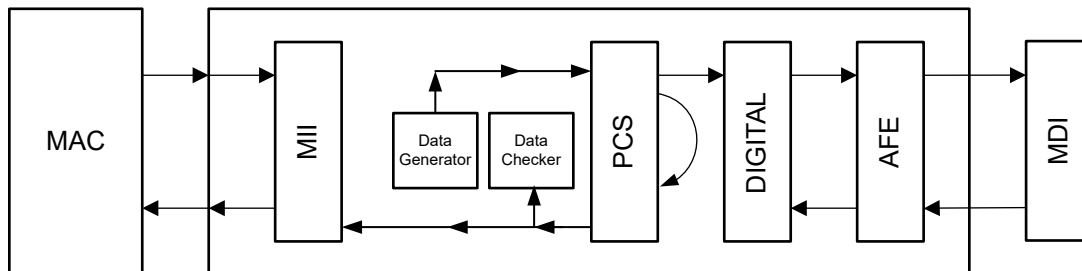 MAC
MII
Data
Generator
Data
Checker
PCS
DIGITAL
AFE
MDI